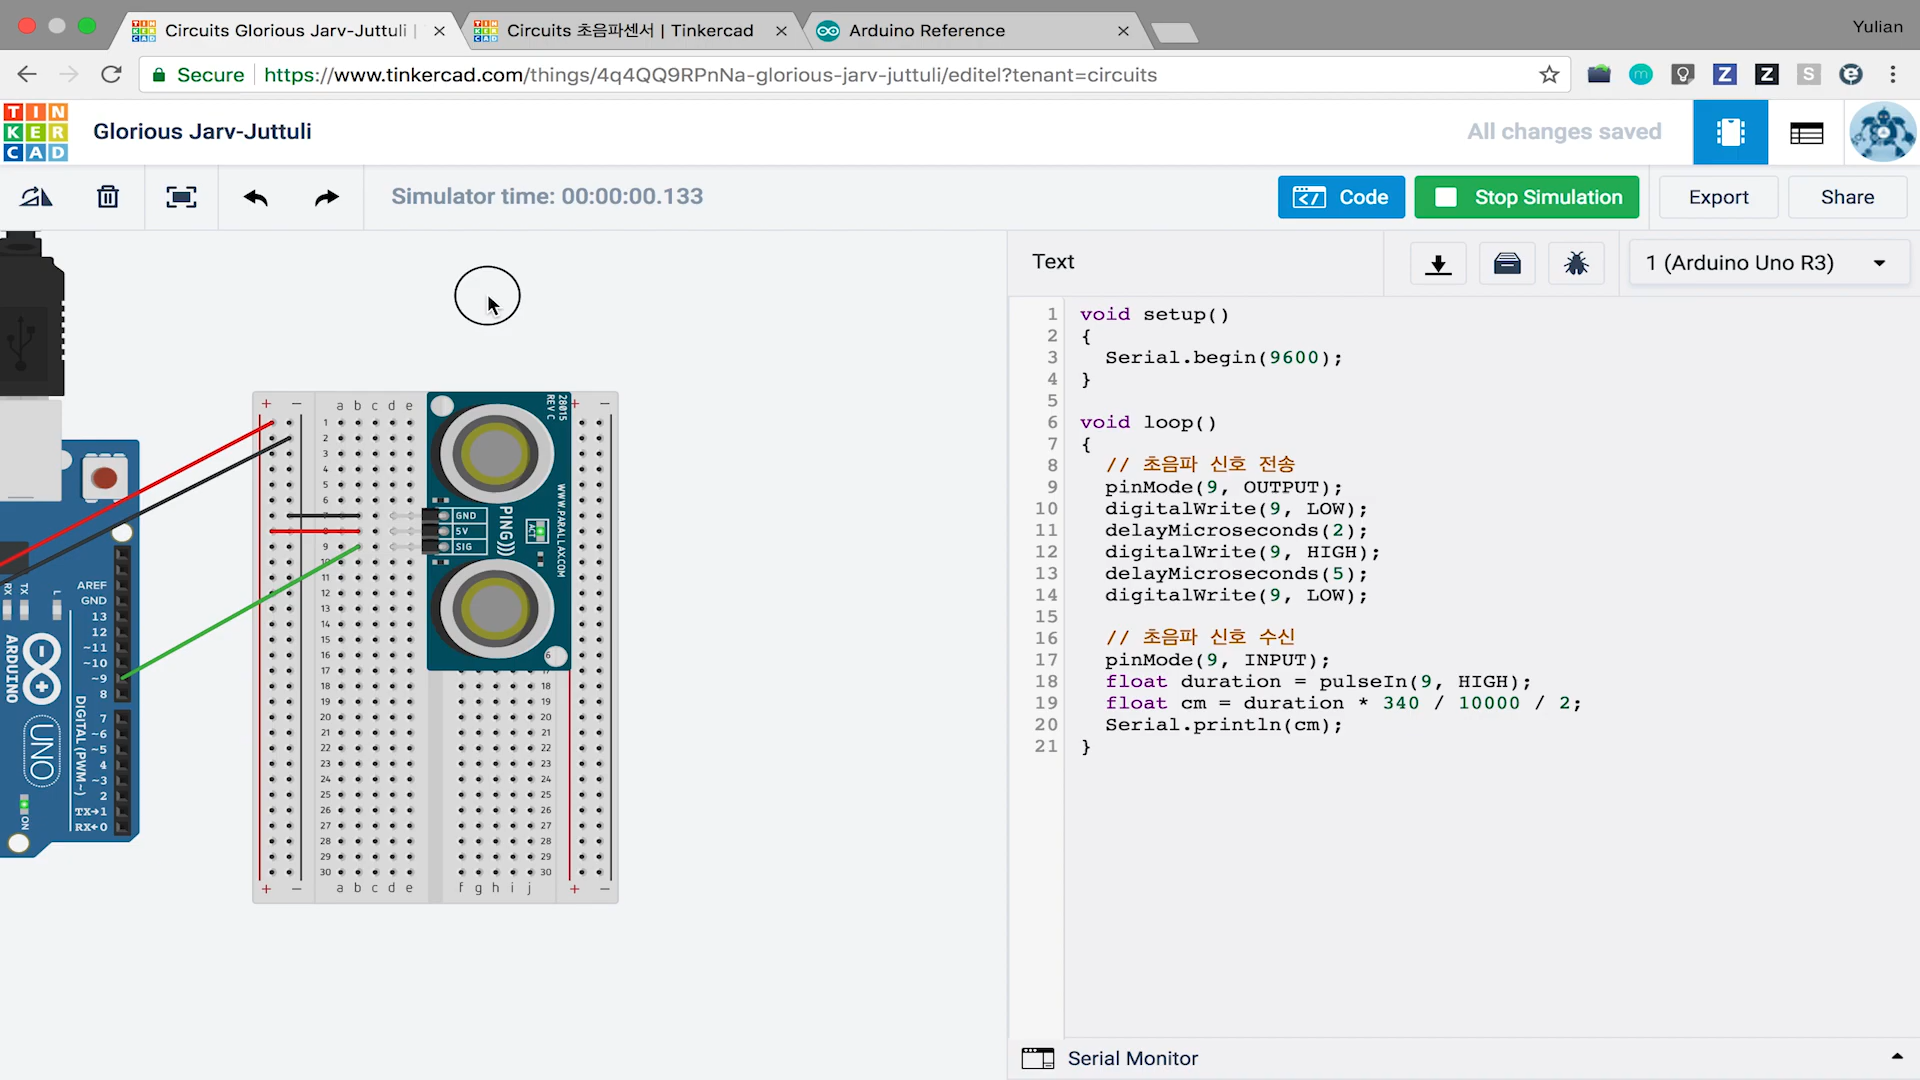 Circuits Glorious Jarv-Juttuli
Circuits 초음파센서 | Tinkercad
Arduino Reference
Yulian
Secure
https://www.tinkercad.com/things/4q4QQ9RPnNa-glorious-jarv-juttuli/editel?tenant=circuits
TINKERCAD
Glorious Jarv-Juttuli
All changes saved
Simulator time: 00:00:00.133
Code
Stop Simulation
Export
Share
Text
1 (Arduino Uno R3)
1 void setup()
2 {
3 Serial.begin(9600);
4 }
5
6 void loop()
7 {
8 // 초음파 신호 전송
9 pinMode(9, OUTPUT);
10 digitalWrite(9, LOW);
11 delayMicroseconds(2);
12 digitalWrite(9, HIGH);
13 delayMicroseconds(5);
14 digitalWrite(9, LOW);
15
16 // 초음파 신호 수신
17 pinMode(9, INPUT);
18 float duration = pulseIn(9, HIGH);
19 float cm = duration * 340 / 10000 / 2;
20 Serial.println(cm);
21 }
Serial Monitor
a b c d e
28015
REV C
GND
5V
SIG
PING)))
WWW.PARALLAX.COM
ACT
f g h i j
RX TX L
ARDUINO
UNO
ON
DIGITAL (PWM~)
AREF
GND
13
12
~11
~10
~9
8
7
~6
~5
4
~3
2
TX→1
RX←0